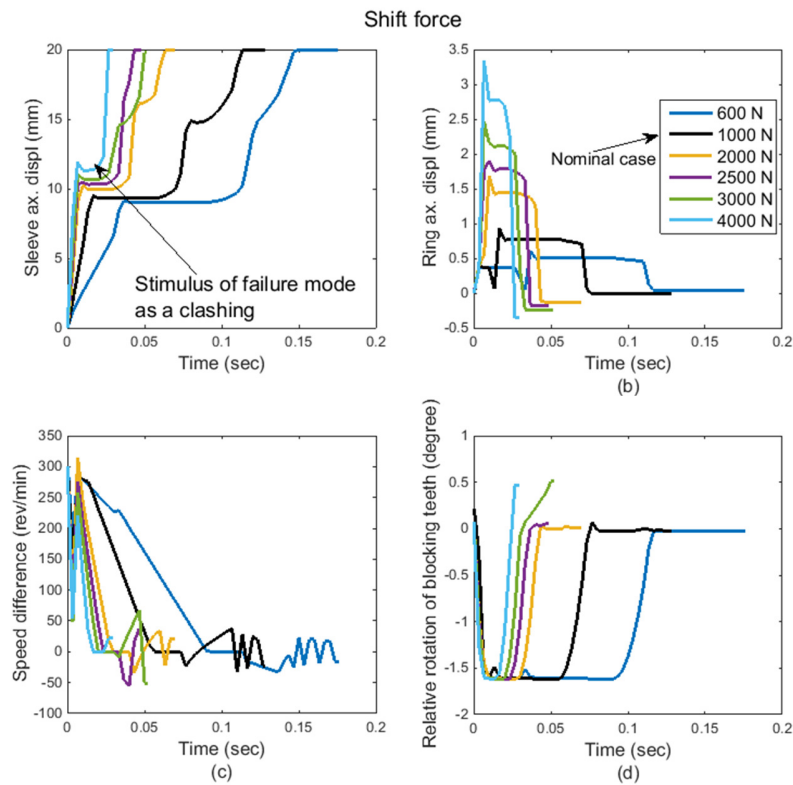 Shift force
20
15
10
5
0
0
0.05
0.1
0.15
0.2
Sleeve ax. displ (mm)
Time (sec)
Stimulus of failure mode
as a clashing
3.5
3
2.5
2
1.5
1
0.5
0
-0.5
0
0.05
0.1
0.15
0.2
Ring ax. displ (mm)
Time (sec)
(b)
Nominal case
600 N
1000 N
2000 N
2500 N
3000 N
4000 N
350
300
250
200
150
100
50
0
-50
-100
0
0.05
0.1
0.15
0.2
Speed difference (rev/min)
Time (sec)
(c)
1
0
-0.5
-1
-1.5
-2
0
0.05
0.1
0.15
0.2
Relative rotation of blocking teeth (degree)
Time (sec)
(d)